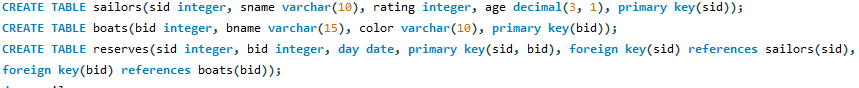 CREATE TABLE sailors(sid integer, sname varchar(10), rating integer, age decimal(3, 1), primary key(sid));
CREATE TABLE boats(bid integer, bname varchar(15), color varchar(10), primary key(bid));
CREATE TABLE reserves(sid integer, bid integer, day date, primary key(sid, bid), foreign key(sid) references sailors(sid),
foreign key(bid) references boats(bid));